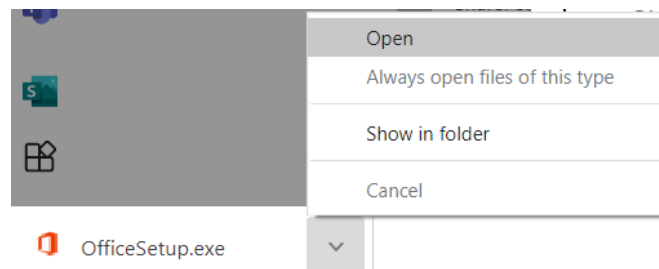 Open
Always open files of this type
Show in folder
Cancel
S
OfficeSetup.exe